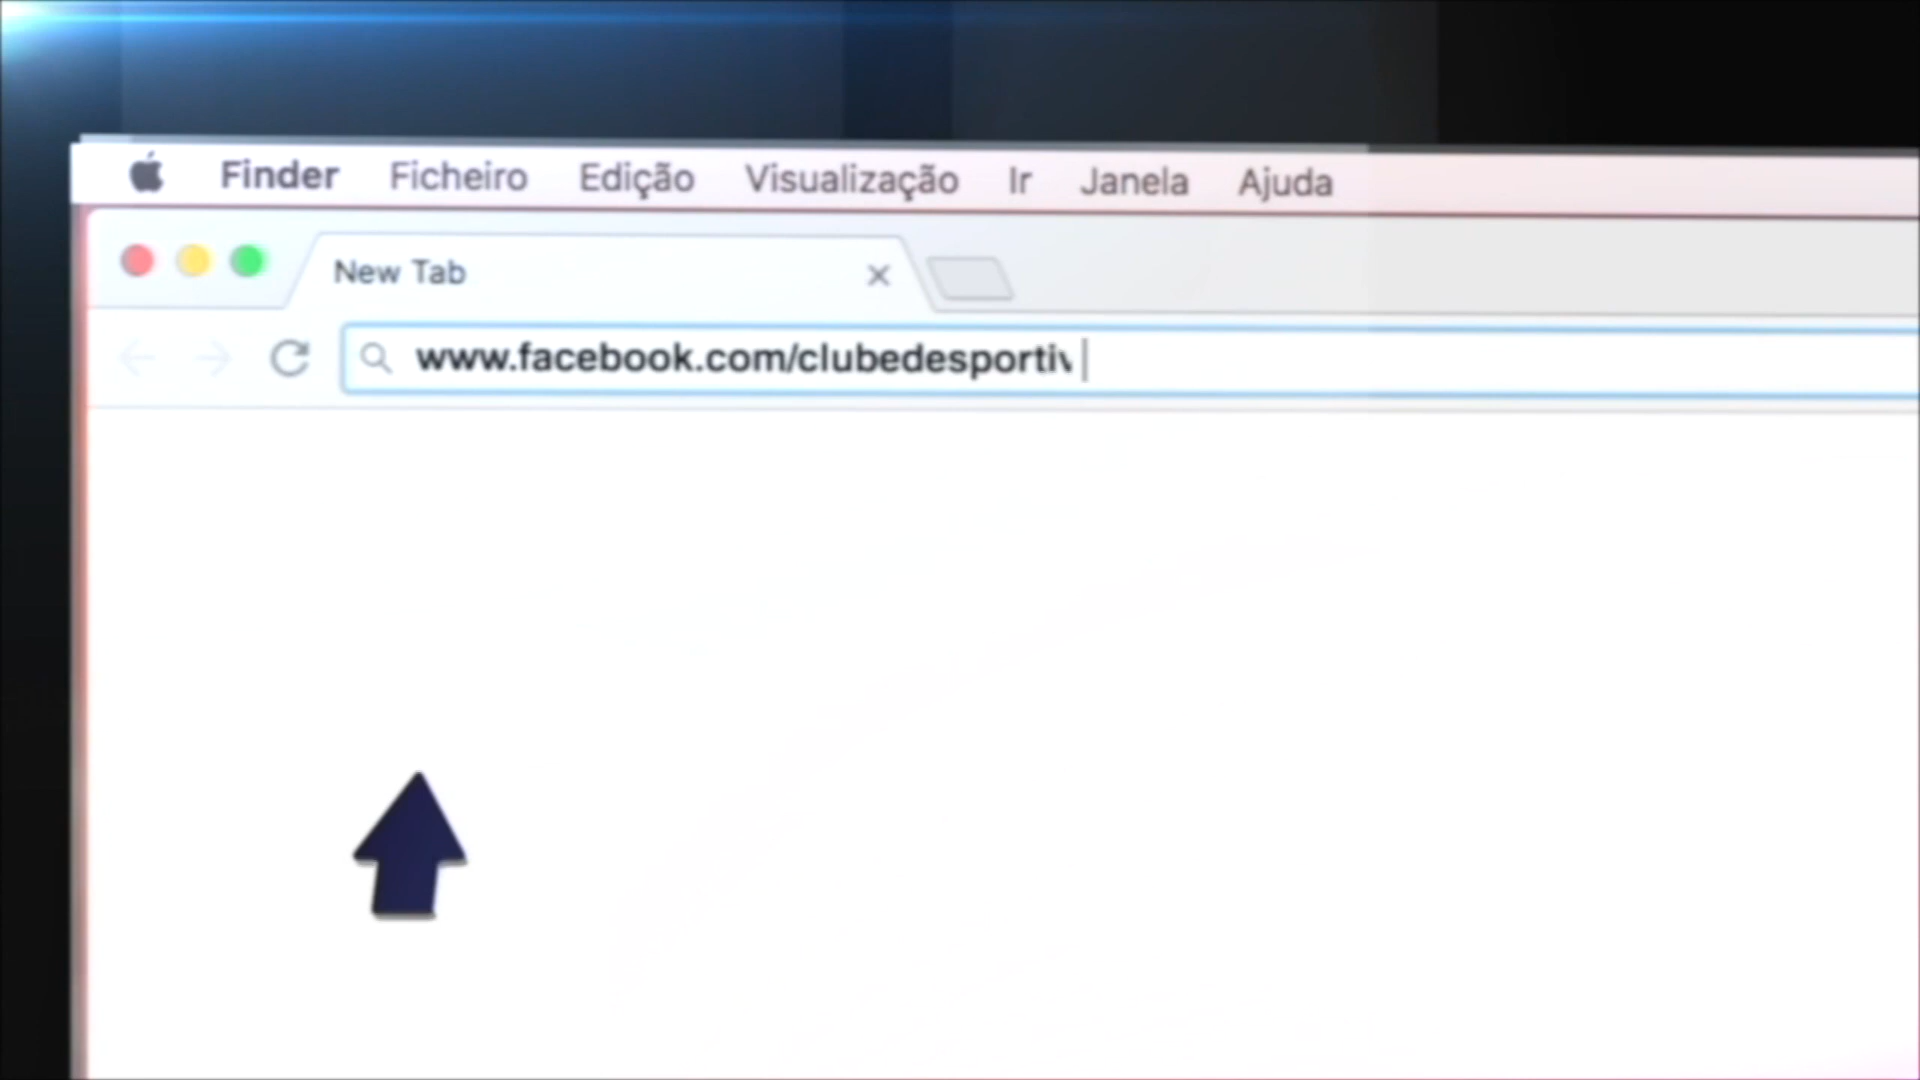 Finder Ficheiro Edição Visualização Ir Janela Ajuda
New Tab
www.facebook.com/clubedesportiv